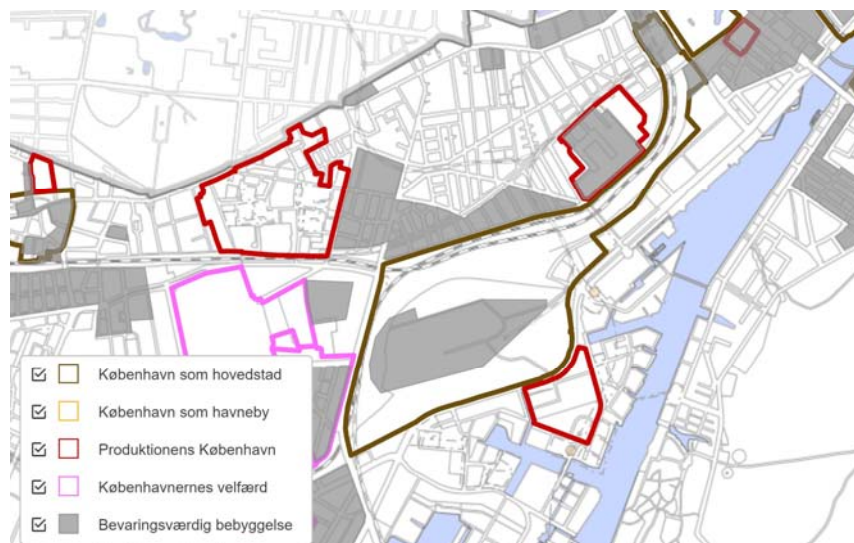 København som hovedstad
København som havneby
Produktionens København
Københavnernes velfærd
Bevaringsværdig bebyggelse